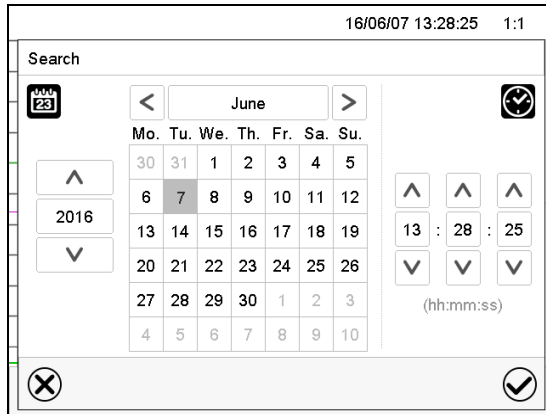 16/06/07 13:28:25 1:1
Search
23
< June >
Mo. Tu. We. Th. Fr. Sa. Su.
30 31 1 2 3 4 5
6 7 8 9 10 11 12
2016
13 14 15 16 17 18 19
13 : 28 : 25
20 21 22 23 24 25 26
27 28 29 30 1 2 3
(hh:mm:ss)
4 5 6 7 8 9 10